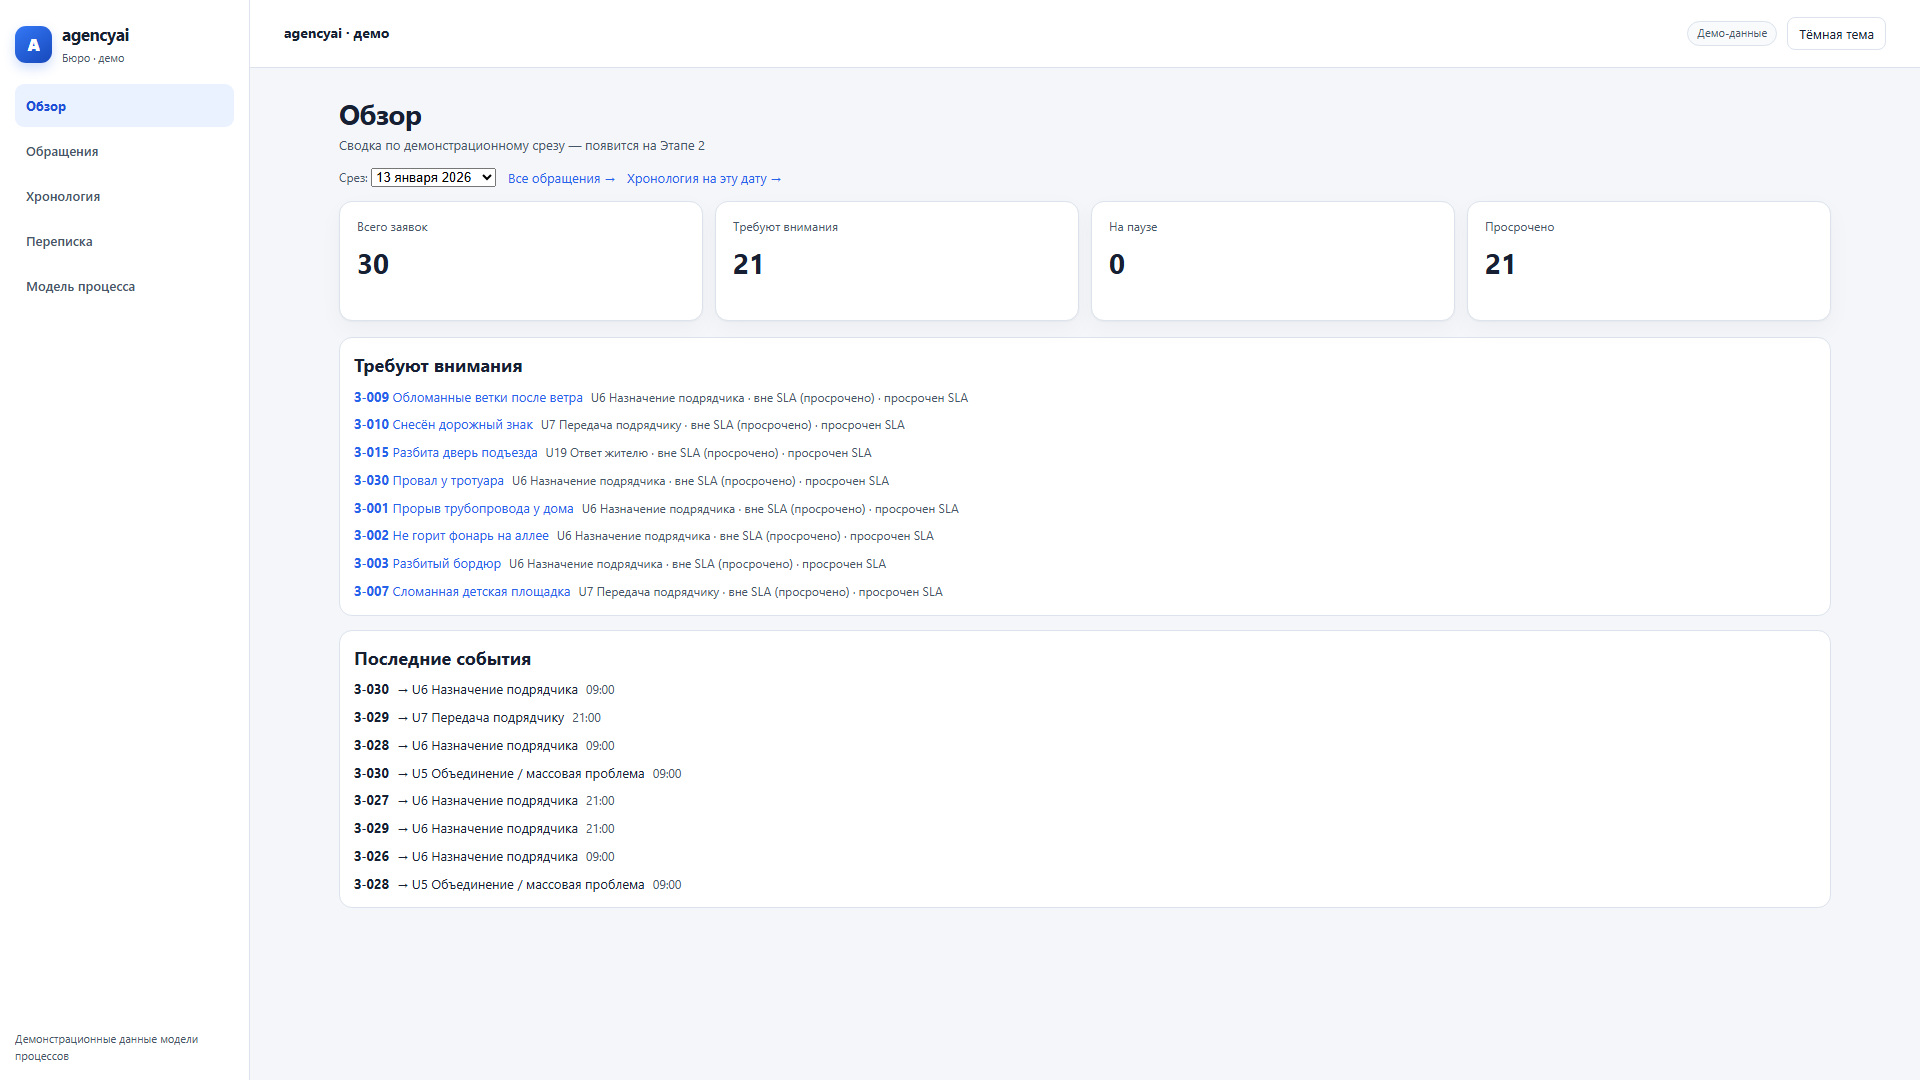 A
agencyai
Бюро · демо
Обзор
Обращения
Хронология
Переписка
Модель процесса
Демонстрационные данные модели
процессов
agencyai · демо
Демо-данные
Тёмная тема
Обзор
Сводка по демонстрационному срезу — появится на Этапе 2
Срез: 13 января 2026 Все обращения → Хронология на эту дату →
Всего заявок
30
Требуют внимания
21
На паузе
0
Просрочено
21
Требуют внимания
З-009 Обломанные ветки после ветра U6 Назначение подрядчика · вне SLA (просрочено) · просрочен SLA
З-010 Снесён дорожный знак U7 Передача подрядчику · вне SLA (просрочено) · просрочен SLA
З-015 Разбита дверь подъезда U19 Ответ жителю · вне SLA (просрочено) · просрочен SLA
З-030 Провал у тротуара U6 Назначение подрядчика · вне SLA (просрочено) · просрочен SLA
З-001 Прорыв трубопровода у дома U6 Назначение подрядчика · вне SLA (просрочено) · просрочен SLA
З-002 Не горит фонарь на аллее U6 Назначение подрядчика · вне SLA (просрочено) · просрочен SLA
З-003 Разбитый бордюр U6 Назначение подрядчика · вне SLA (просрочено) · просрочен SLA
З-007 Сломанная детская площадка U7 Передача подрядчику · вне SLA (просрочено) · просрочен SLA
Последние события
З-030 → U6 Назначение подрядчика 09:00
З-029 → U7 Передача подрядчику 21:00
З-028 → U6 Назначение подрядчика 09:00
З-030 → U5 Объединение / массовая проблема 09:00
З-027 → U6 Назначение подрядчика 21:00
З-029 → U6 Назначение подрядчика 21:00
З-026 → U6 Назначение подрядчика 09:00
З-028 → U5 Объединение / массовая проблема 09:00